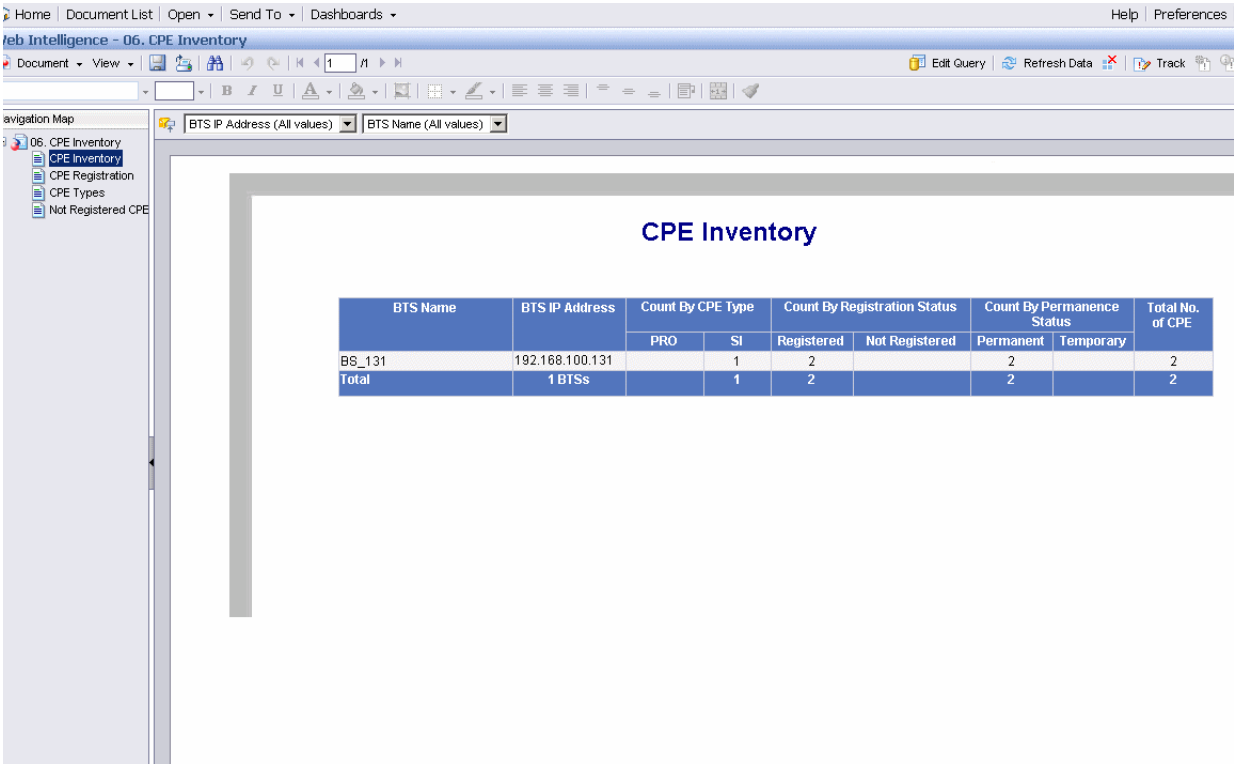 Home Document List Open Send To Dashboards Help Preferences
Web Intelligence - 06. CPE Inventory
Document View 1 /1 Edit Query Refresh Data Track
B I U A
Navigation Map
BTS IP Address (All values) BTS Name (All values)
06. CPE Inventory
CPE Inventory
CPE Registration
CPE Types
Not Registered CPE
CPE Inventory
BTS Name BTS IP Address Count By CPE Type Count By Registration Status Count By Permanence Status Total No. of CPE
PRO SI Registered Not Registered Permanent Temporary
BS_131 192.168.100.131 1 2 2 2
Total 1 BTSs 1 2 2 2